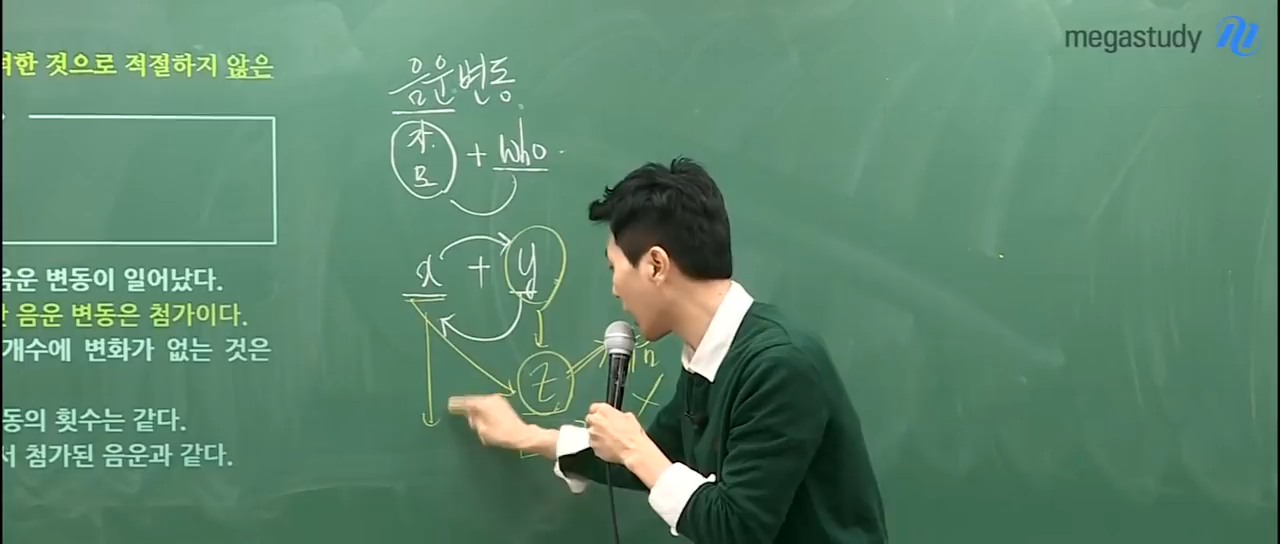 megastudy
한 것으로 적절하지 않은
음운 변동이 일어났다.
음운 변동은 첨가이다.
개수에 변화가 없는 것은
동의 횟수는 같다.
첨가된 음운과 같다.
음운변동
자
모
+ who
x + y
z
n
x